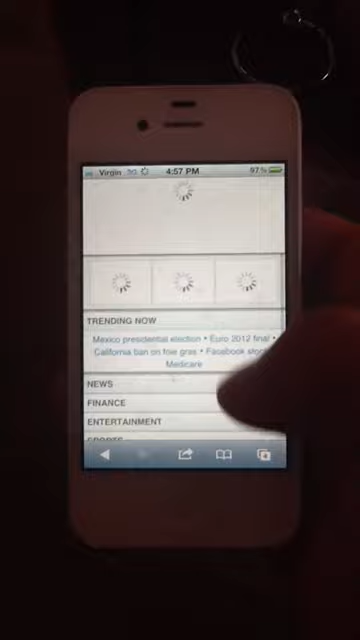 Virgin 3G 4:57 PM 97%
TRENDING NOW
Mexico presidential election • Euro 2012 final •
California ban on foie gras • Facebook stock
Medicare
NEWS
FINANCE
ENTERTAINMENT
SPORTS